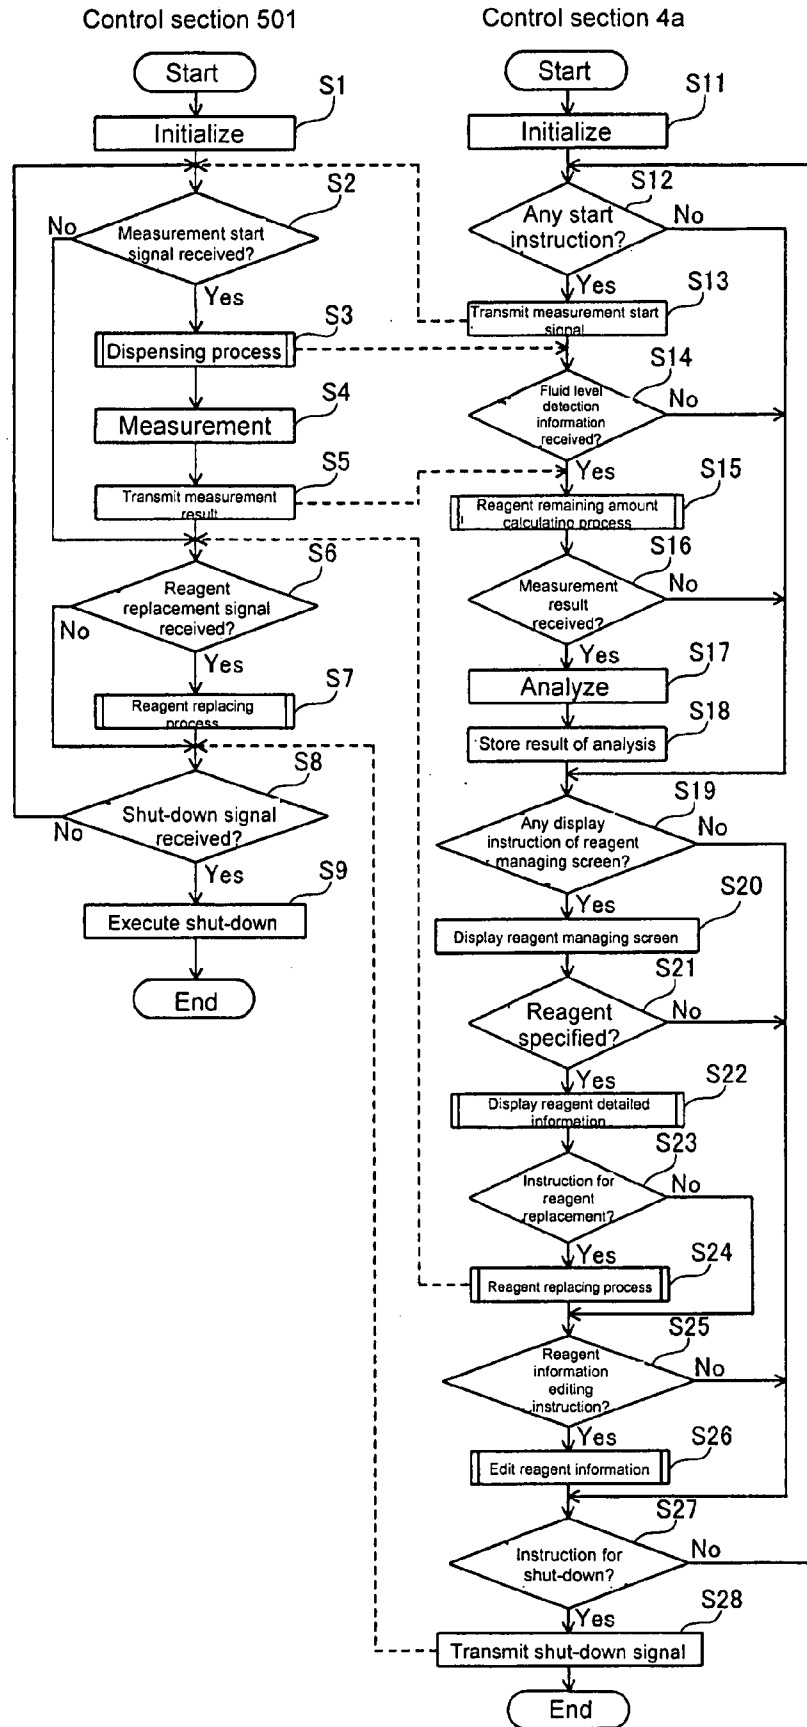 Control section 501
Start
S1
Initialize
S2
No
Measurement start
signal received?
Yes
S3
Dispensing process
S4
Measurement
S5
Transmit measurement
result
S6
Reagent
replacement signal
received?
No
Yes
S7
Reagent replacing
process
S8
Shut-down signal
received?
No
Yes
S9
Execute shut-down
End
Control section 4a
Start
S11
Initialize
S12
Any start
instruction?
No
Yes
S13
Transmit measurement start
signal
S14
Fluid level
detection
information
received?
No
Yes
S15
Reagent remaining amount
calculating process
S16
Measurement
result
received?
No
Yes
S17
Analyze
S18
Store result of analysis
S19
Any display
instruction of reagent
managing screen?
No
Yes
S20
Display reagent managing screen
S21
Reagent
specified?
No
Yes
S22
Display reagent detailed
information
S23
Instruction for
reagent
replacement?
No
Yes
S24
Reagent replacing process
S25
Reagent
information
editing
instruction?
No
Yes
S26
Edit reagent information
S27
Instruction for
shut-down?
No
Yes
S28
Transmit shut-down signal
End